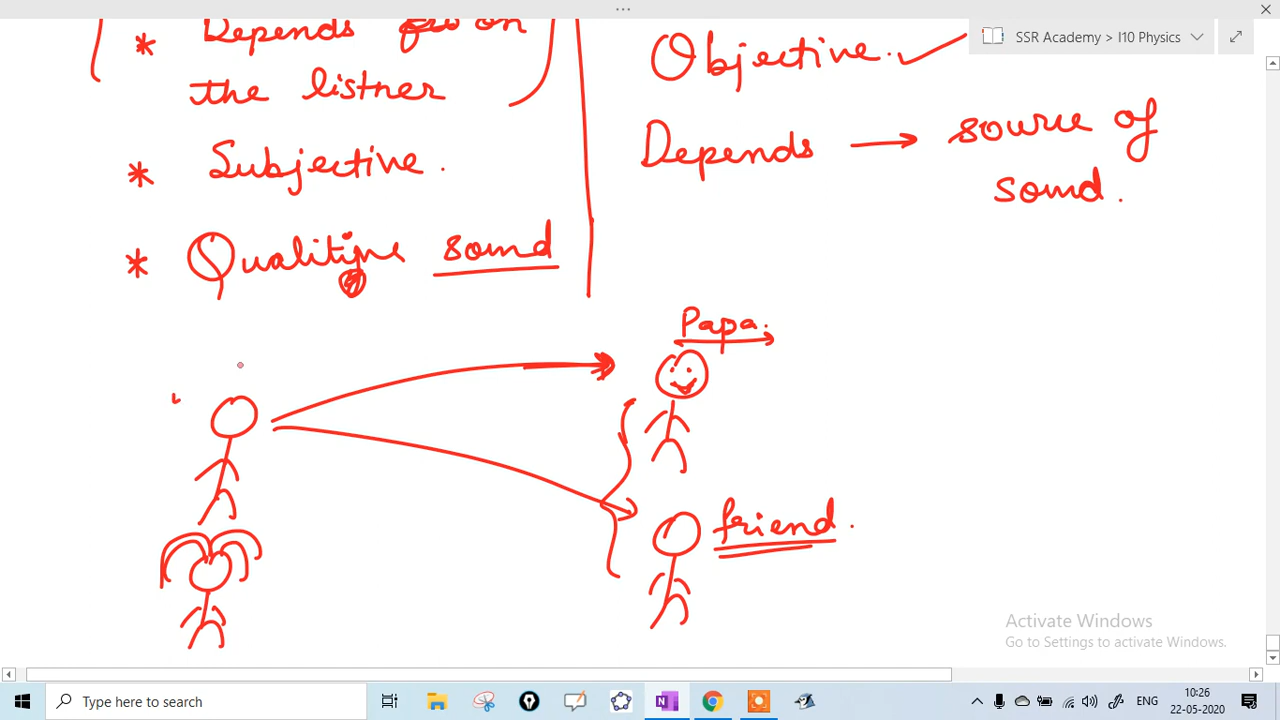 SSR Academy > I10 Physics
* Depends on
the listner
* Subjective.
* Qualitive sound
Objective.
Depends → source of
sound.
Papa.
friend.
Activate Windows
Go to Settings to activate Windows.
Type here to search
ENG
10:26
22-05-2020